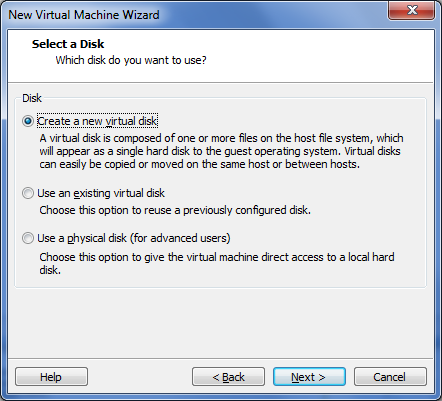 New Virtual Machine Wizard
Select a Disk
Which disk do you want to use?
Disk
Create a new virtual disk
A virtual disk is composed of one or more files on the host file system, which
will appear as a single hard disk to the guest operating system. Virtual disks
can easily be copied or moved on the same host or between hosts.
Use an existing virtual disk
Choose this option to reuse a previously configured disk.
Use a physical disk (for advanced users)
Choose this option to give the virtual machine direct access to a local hard
disk.
Help
< Back
Next >
Cancel